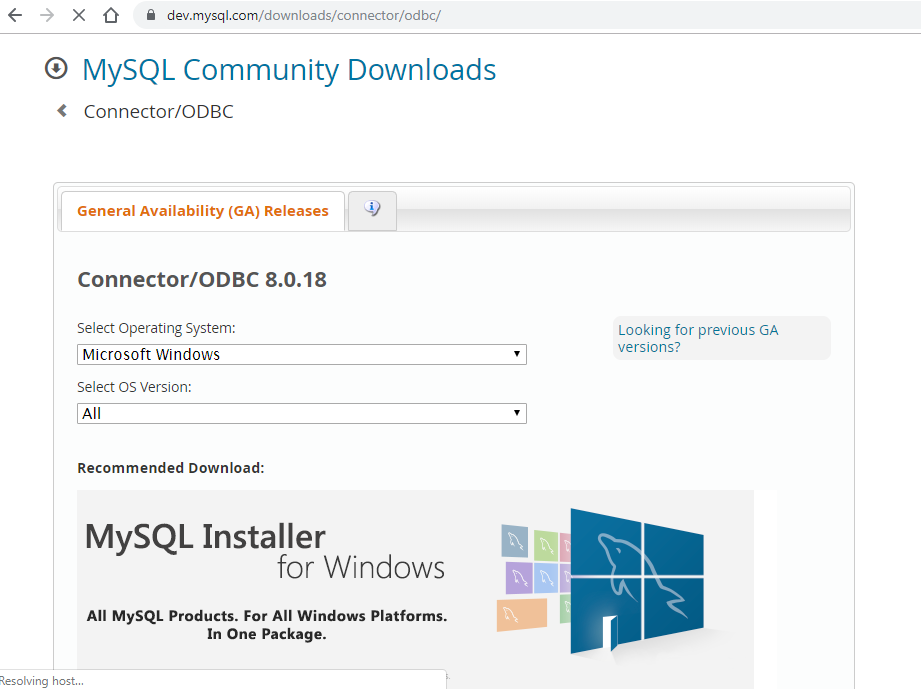 dev.mysql.com/downloads/connector/odbc/
MySQL Community Downloads
Connector/ODBC
General Availability (GA) Releases
Connector/ODBC 8.0.18
Select Operating System:
Looking for previous GA
versions?
Microsoft Windows
Select OS Version:
All
Recommended Download:
MySQL Installer
for Windows
All MySQL Products. For All Windows Platforms.
In One Package.
Resolving host...